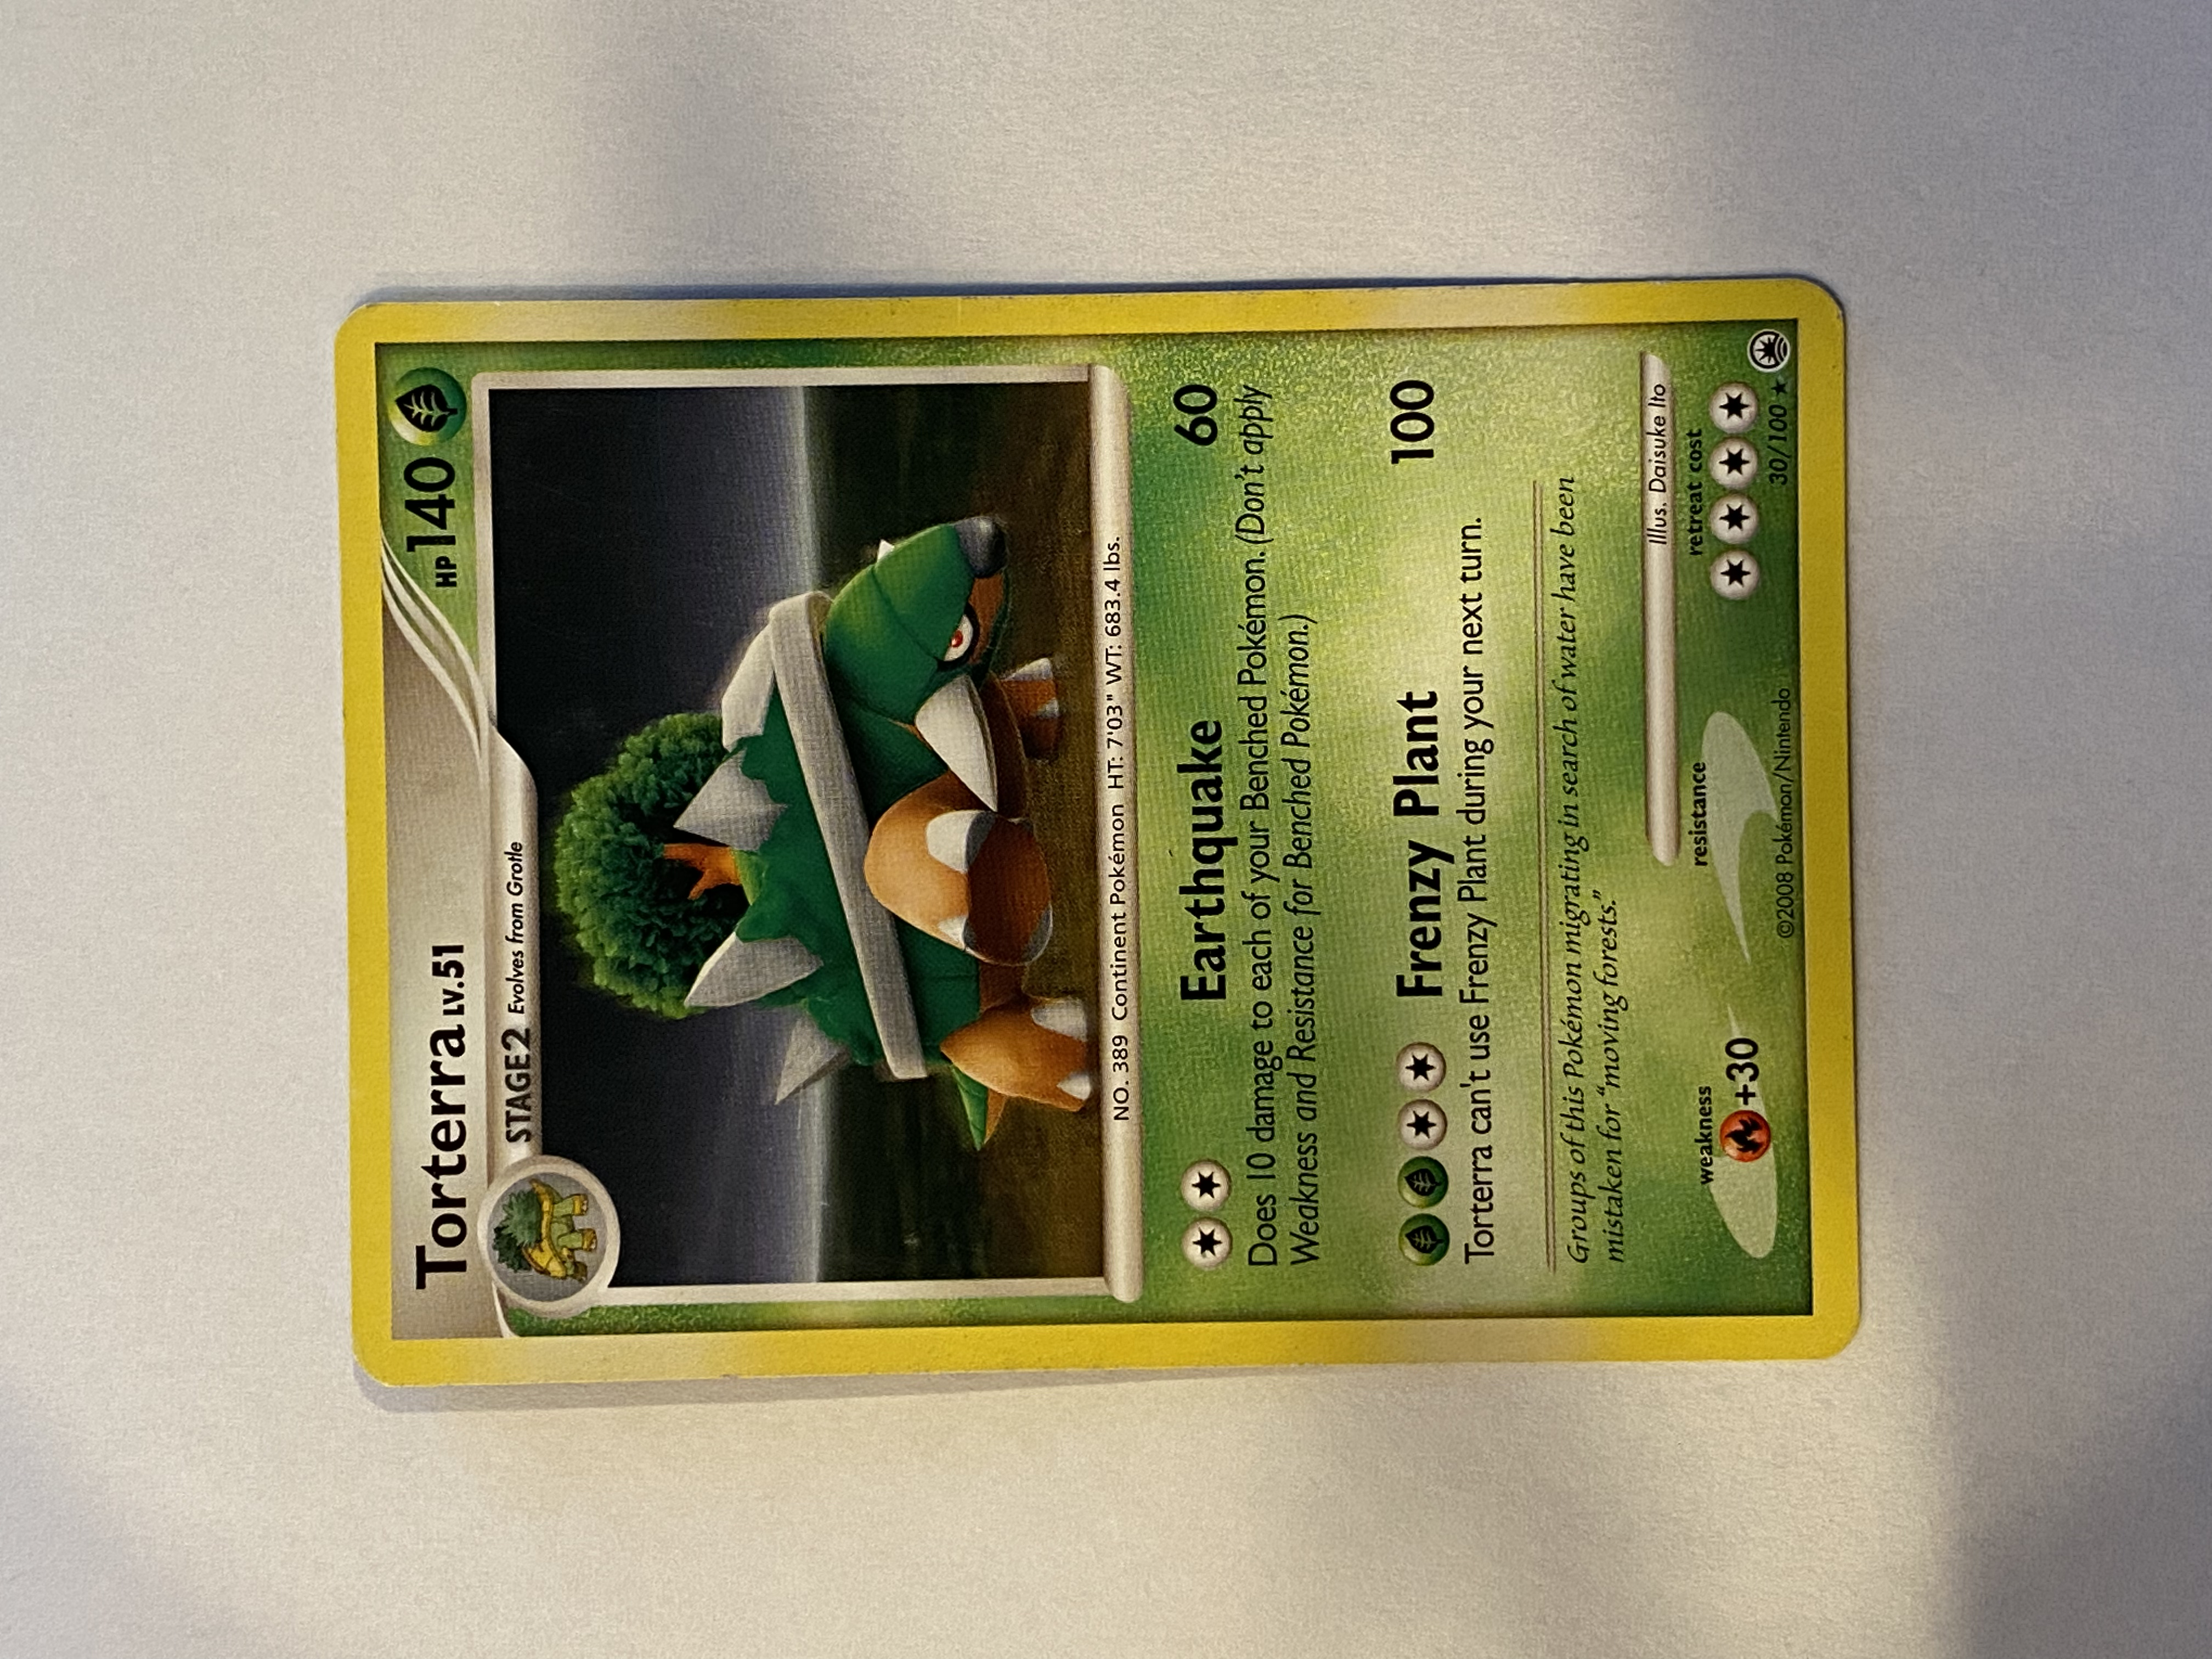 Torterra LV.51 HP 140
STAGE2 Evolves from Grotle
NO. 389 Continent Pokémon HT: 7'03" WT: 683.4 lbs.
Earthquake 60
Does 10 damage to each of your Benched Pokémon. (Don't apply
Weakness and Resistance for Benched Pokémon.)
Frenzy Plant 100
Torterra can't use Frenzy Plant during your next turn.
Groups of this Pokémon migrating in search of water have been
mistaken for “moving forests.”
Illus. Daisuke Ito
weakness resistance retreat cost
+30
©2008 Pokémon/Nintendo 30/100 ★